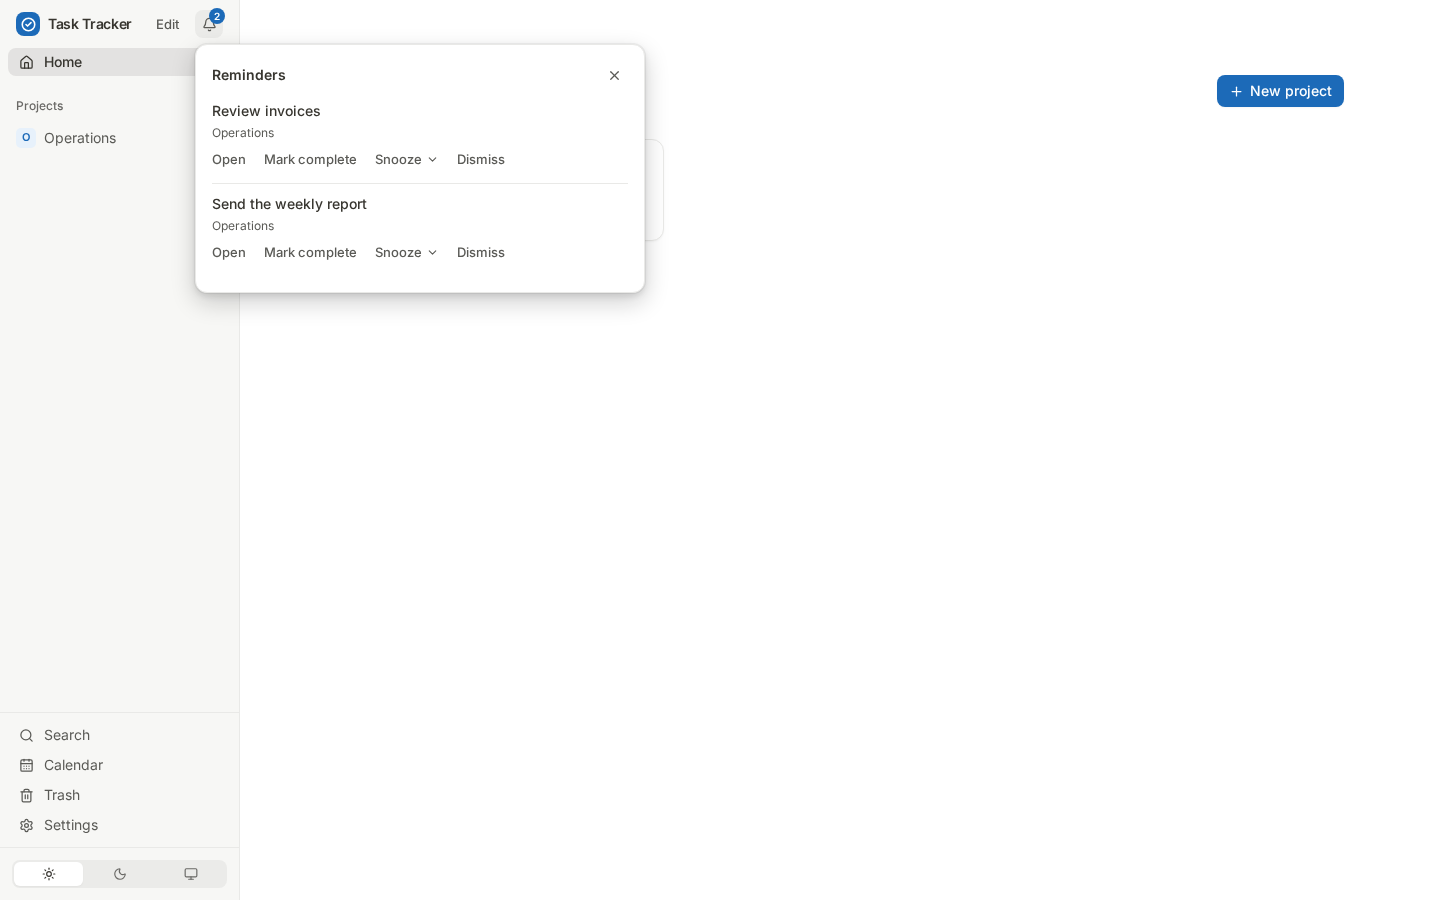 Task Tracker Edit 2
Home
Projects
O Operations
Reminders
Review invoices
Operations
Open Mark complete Snooze Dismiss
Send the weekly report
Operations
Open Mark complete Snooze Dismiss
New project
Search
Calendar
Trash
Settings